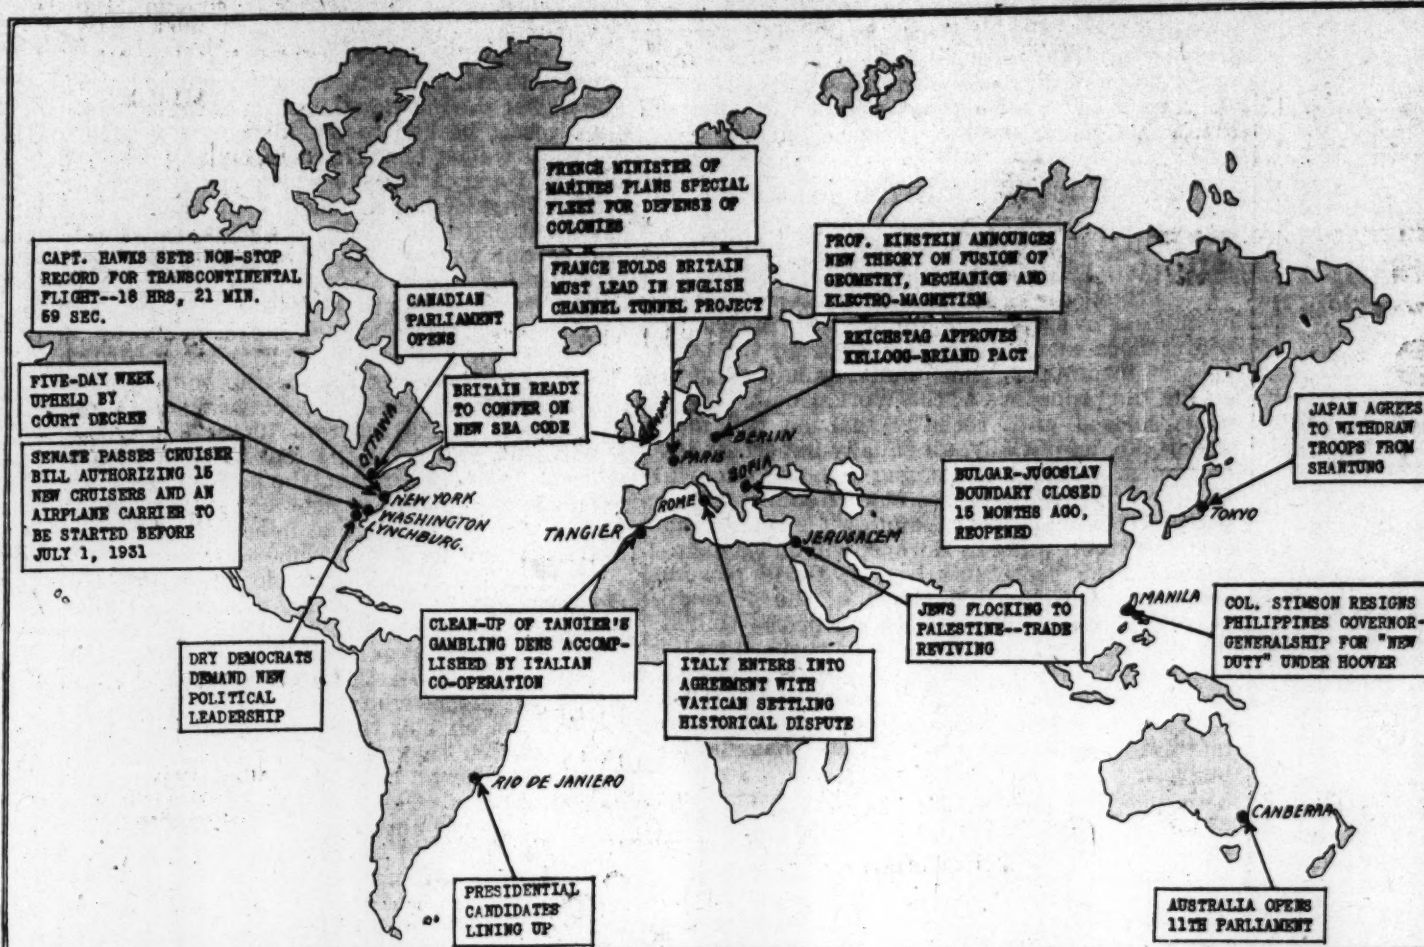 FRENCH MINISTER OF
MARINES PLANS SPECIAL
FLEET FOR DEFENSE OF
COLONIES
CAPT. HAWKS SETS NON-STOP
RECORD FOR TRANSCONTINENTAL
FLIGHT--18 HRS, 21 MIN.
59 SEC.
CANADIAN
PARLIAMENT
OPENS
FRANCE HOLDS BRITAIN
MUST LEAD IN ENGLISH
CHANNEL TUNNEL PROJECT
PROF. EINSTEIN ANNOUNCES
NEW THEORY ON FUSION OF
GEOMETRY, MECHANICS AND
ELECTRO-MAGNETISM
REICHSTAG APPROVES
KELLOGG-BRIAND PACT
FIVE-DAY WEEK
UPHELD BY
COURT DECREE
BRITAIN READY
TO CONFER ON
NEW SEA CODE
JAPAN AGREES
TO WITHDRAW
TROOPS FROM
SHANTUNG
SENATE PASSES CRUISER
BILL AUTHORIZING 15
NEW CRUISERS AND AN
AIRPLANE CARRIER TO
BE STARTED BEFORE
JULY 1, 1931
OTTAWA
LONDON
BERLIN
PARIS
SOFIA
ROME
NEW YORK
WASHINGTON
LYNCHBURG.
TANGIER
JERUSALEM
TOKYO
BULGAR-JUGOSLAV
BOUNDARY CLOSED
15 MONTHS AGO,
REOPENED
MANILA
COL. STIMSON RESIGNS
PHILIPPINES GOVERNOR-
GENERALSHIP FOR "NEW
DUTY" UNDER HOOVER
JEWS FLOCKING TO
PALESTINE--TRADE
REVIVING
CLEAN-UP OF TANGIER'S
GAMBLING DENS ACCOMP-
LISHED BY ITALIAN
CO-OPERATION
DRY DEMOCRATS
DEMAND NEW
POLITICAL
LEADERSHIP
ITALY ENTERS INTO
AGREEMENT WITH
VATICAN SETTLING
HISTORICAL DISPUTE
RIO DE JANIERO
CANBERRA
PRESIDENTIAL
CANDIDATES
LINING UP
AUSTRALIA OPENS
11TH PARLIAMENT